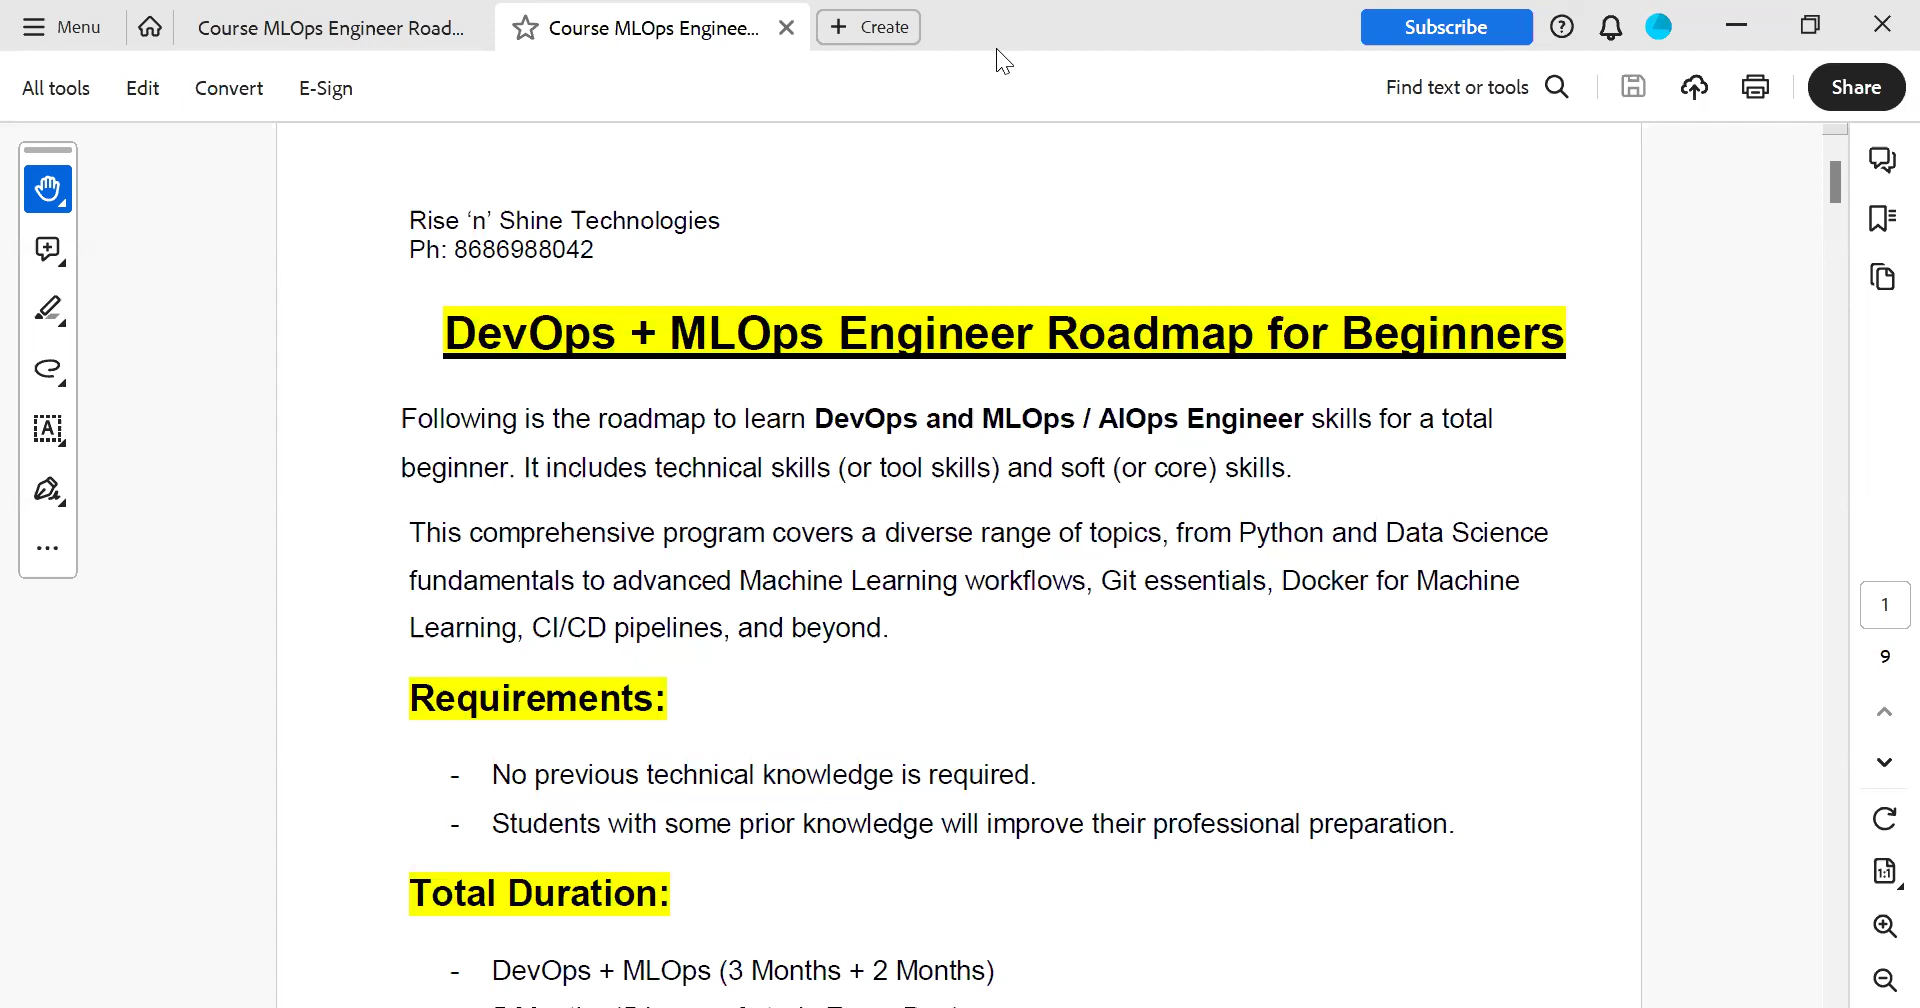 Menu
Course MLOps Engineer Road...
Course MLOps Enginee...
Create
Subscribe
All tools
Edit
Convert
E-Sign
Find text or tools
Share
Rise ‘n’ Shine Technologies
Ph: 8686988042
DevOps + MLOps Engineer Roadmap for Beginners
Following is the roadmap to learn DevOps and MLOps / AIOps Engineer skills for a total
beginner. It includes technical skills (or tool skills) and soft (or core) skills.
This comprehensive program covers a diverse range of topics, from Python and Data Science
fundamentals to advanced Machine Learning workflows, Git essentials, Docker for Machine
Learning, CI/CD pipelines, and beyond.
Requirements:
- No previous technical knowledge is required.
- Students with some prior knowledge will improve their professional preparation.
Total Duration:
- DevOps + MLOps (3 Months + 2 Months)
1
9